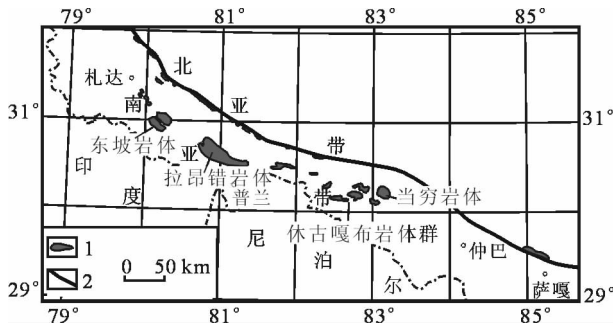 79° 81° 83° 85°
北
札达
31° 南 亚 31°
东坡岩体 亚 带
印 拉昂错岩体
普兰 带 当穷岩体
度 休古嘎布岩体群
1 尼 仲巴
2 0 50 km 泊
29° 尔 萨嘎 29°
79° 81° 83° 85°